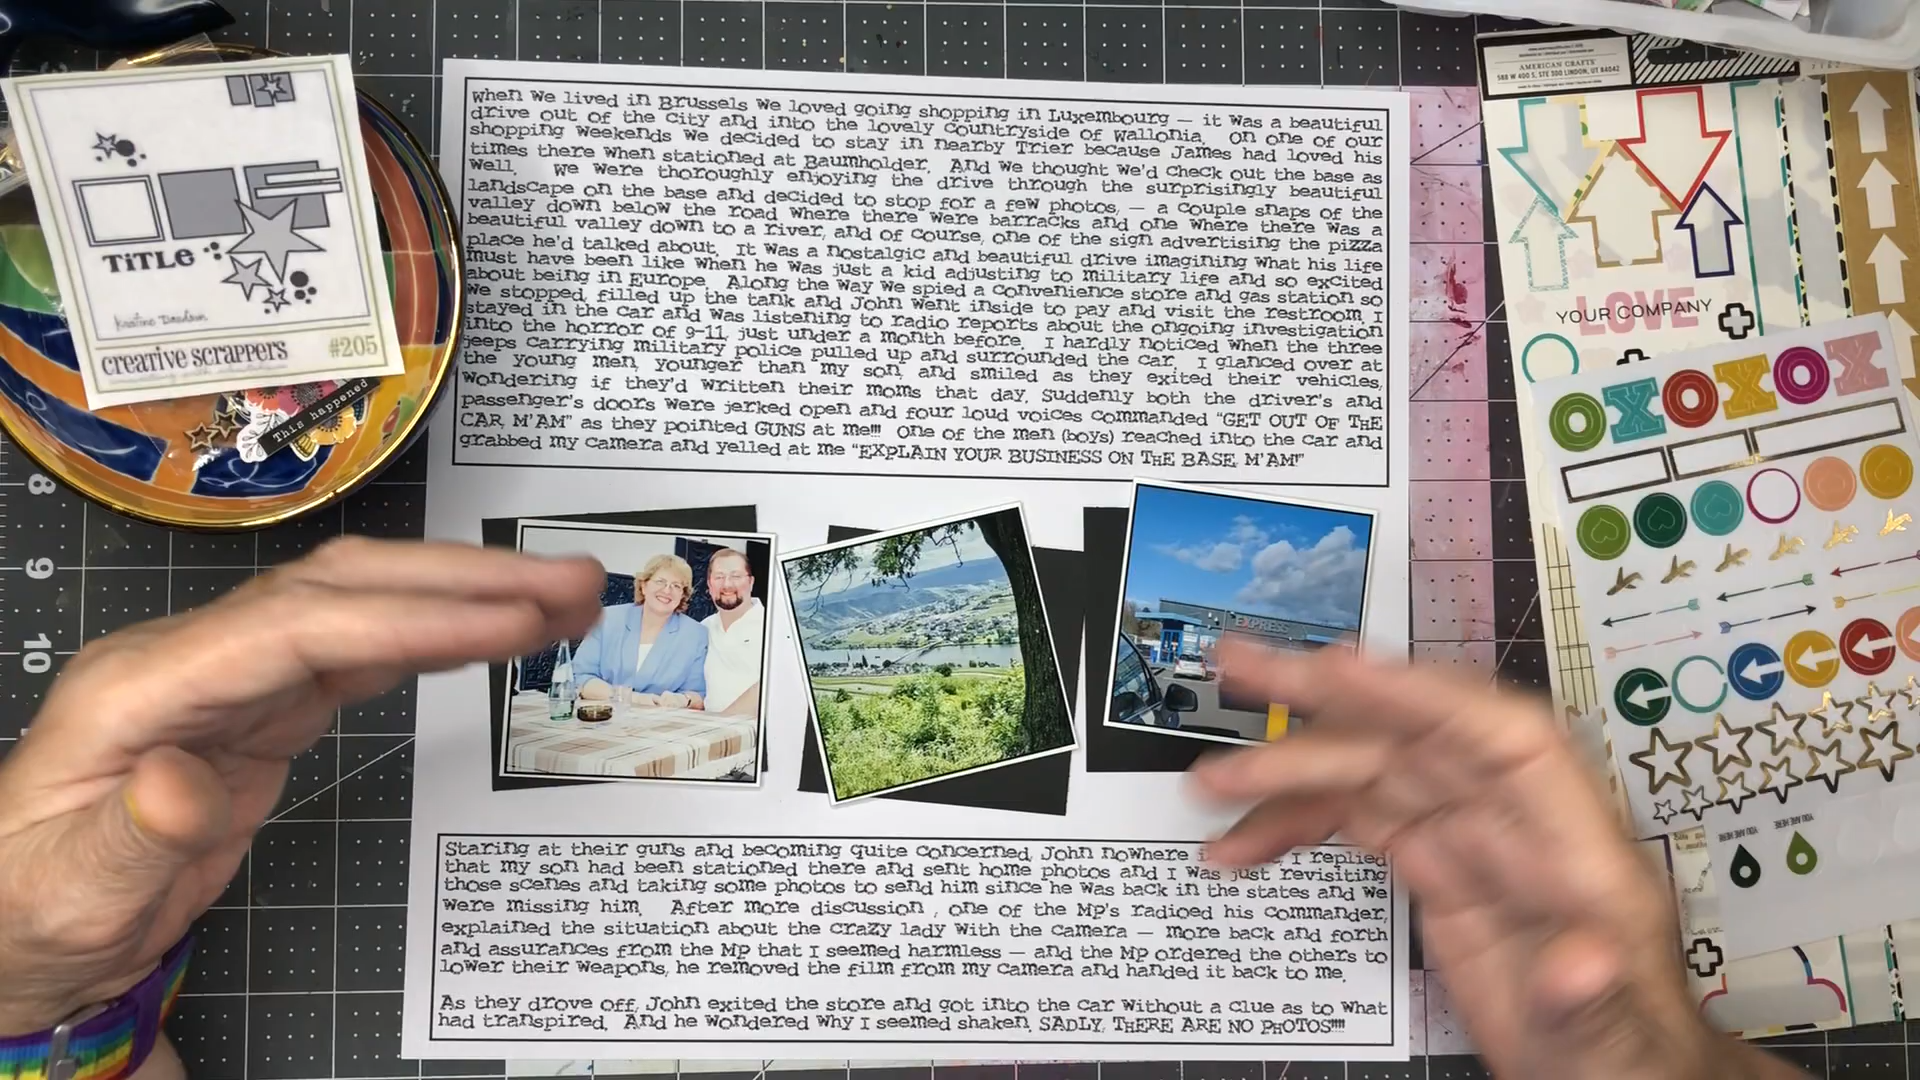 TITLE
Kristine Davidson
creative scrappers
#205
This happened
8
9
10
When we lived in Brussels we loved going shopping in Luxembourg — it was a beautiful
drive out of the city and into the lovely countryside of Wallonia. On one of our
shopping weekends we decided to stay in nearby Trier because James had loved his
times there when stationed at Baumholder. And we thought we'd check out the base as
well. We were thoroughly enjoying the drive through the surprisingly beautiful
landscape on the base and decided to stop for a few photos, — a couple snaps of the
valley down below the road where there were barracks and one where there was a
beautiful valley down to a river, and of course, one of the sign advertising the pizza
place he'd talked about. It was a nostalgic and beautiful drive imagining what his life
must have been like when he was just a kid adjusting to military life and so excited
about being in Europe. Along the way we spied a convenience store and gas station so
we stopped, filled up the tank and John went inside to pay and visit the restroom. I
stayed in the car and was listening to radio reports about the ongoing investigation
into the horror of 9-11, just under a month before. I hardly noticed when the three
jeeps carrying military police pulled up and surrounded the car. I glanced over at
the young men, younger than my son, and smiled as they exited their vehicles,
wondering if they'd written their moms that day. Suddenly both the driver's and
passenger's doors were jerked open and four loud voices commanded "GET OUT OF THE
CAR, M'AM" as they pointed GUNS at me!!! One of the men (boys) reached into the car and
grabbed my camera and yelled at me "EXPLAIN YOUR BUSINESS ON THE BASE M'AM!"
EXPRESS
Staring at their guns and becoming quite concerned, John nowhere I replied
that my son had been stationed there and sent home photos and I was just revisiting
those scenes and taking some photos to send him since he was back in the states and we
were missing him. After more discussion , one of the MP's radioed his commander,
explained the situation about the crazy lady with the camera — more back and forth
and assurances from the MP that I seemed harmless — and the MP ordered the others to
lower their weapons, he removed the film from my camera and handed it back to me.
As they drove off, John exited the store and got into the car without a clue as to what
had transpired. And he wondered why I seemed shaken. SADLY, THERE ARE NO PHOTOS!!!!
AMERICAN CRAFTS
588 W 400 S, STE 300 LINDON, UT 84042
LOVE
YOUR COMPANY
OXOXOX
YOU ARE HERE
YOU ARE HERE